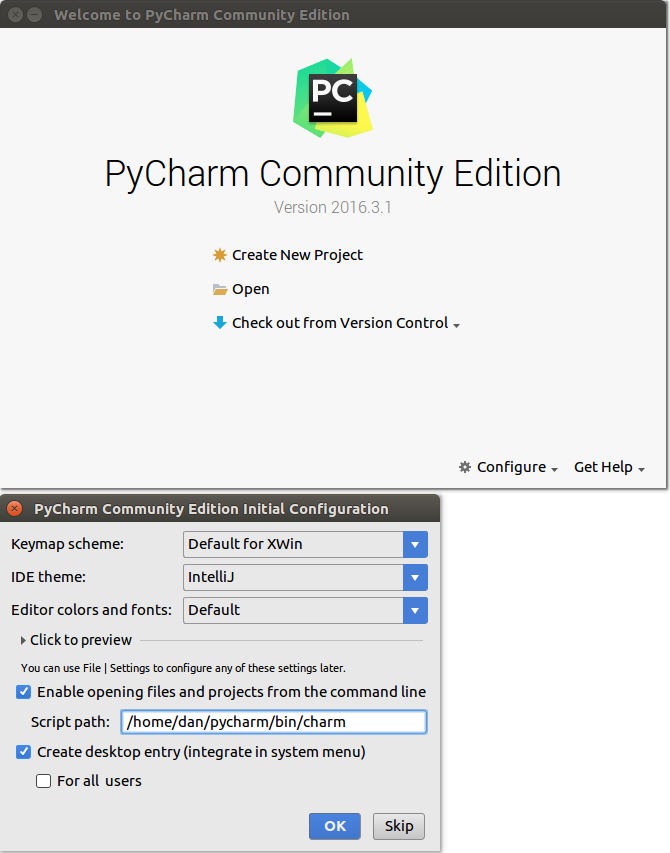 Welcome to PyCharm Community Edition
PC
PyCharm Community Edition
Version 2016.3.1
Create New Project
Open
Check out from Version Control
Configure Get Help
PyCharm Community Edition Initial Configuration
Keymap scheme: Default for XWin
IDE theme: IntelliJ
Editor colors and fonts: Default
Click to preview
You can use File | Settings to configure any of these settings later.
Enable opening files and projects from the command line
Script path: /home/dan/pycharm/bin/charm
Create desktop entry (integrate in system menu)
For all users
OK Skip